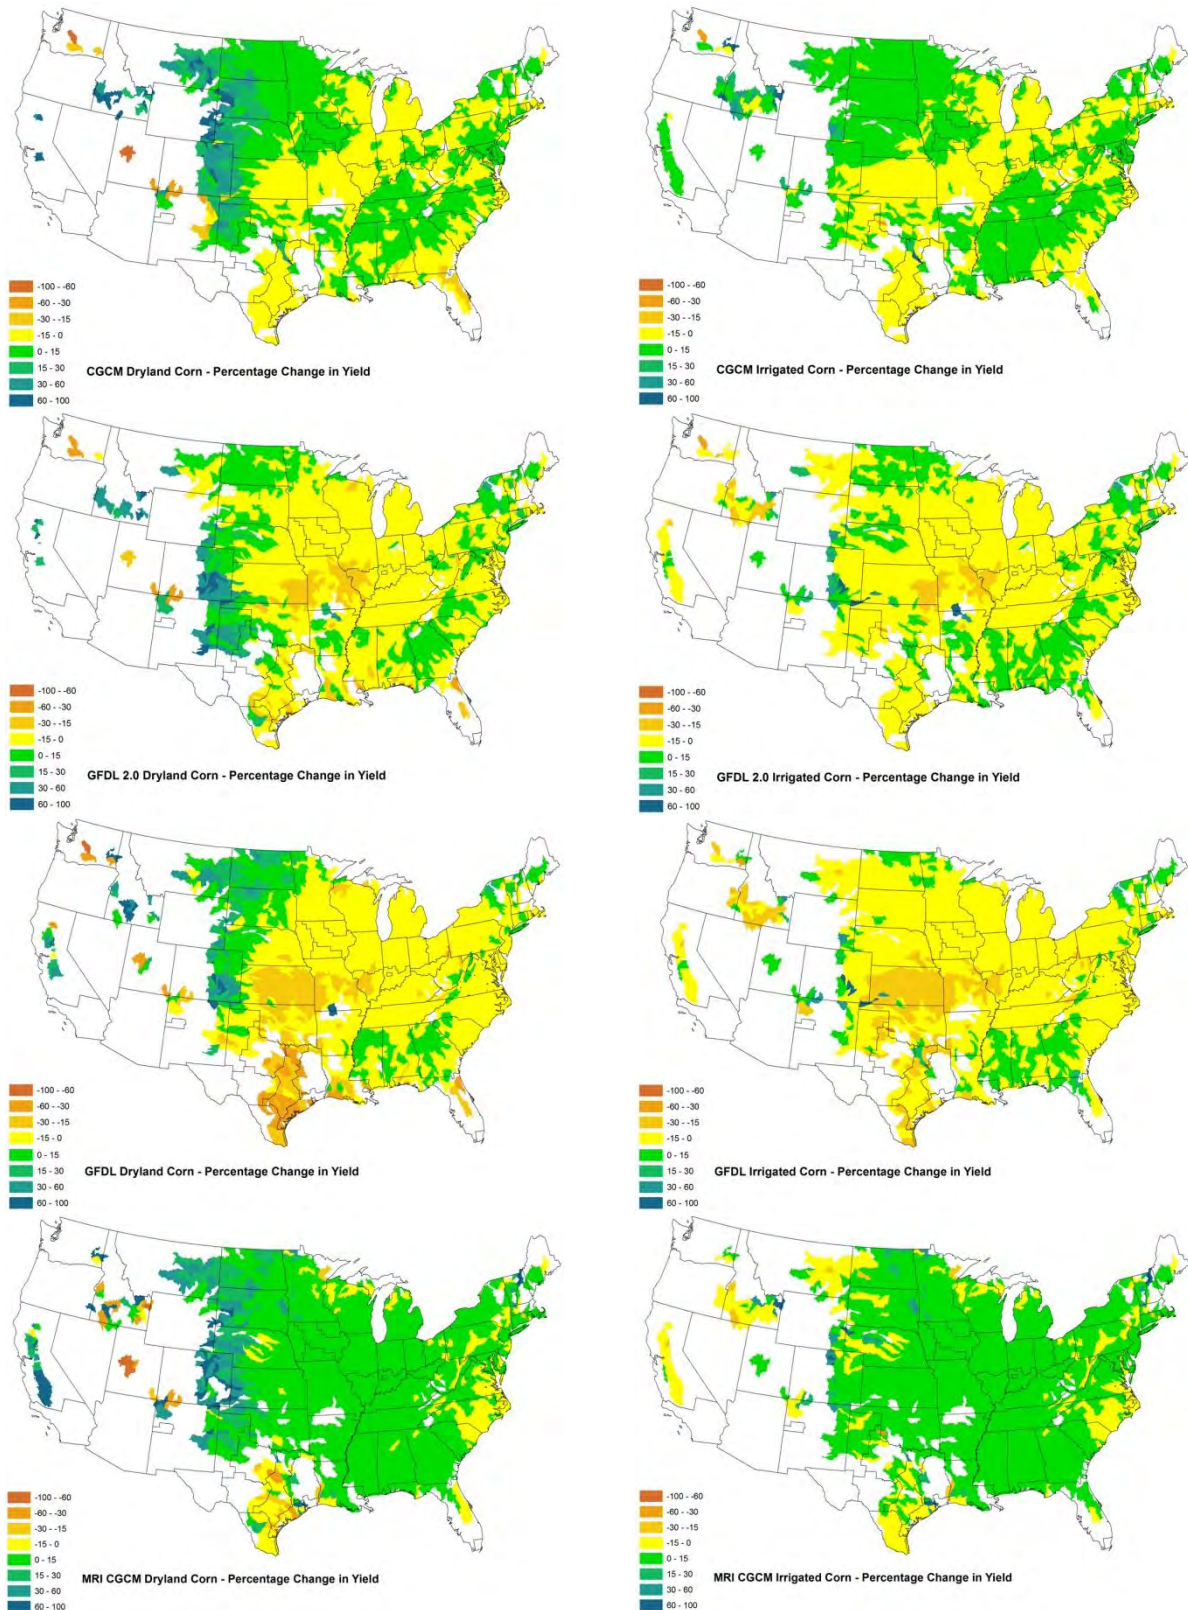 -100 - -60
-60 - -30
-30 - -15
-15 - 0
0 - 15
15 - 30
30 - 60
60 - 100
CGCM Dryland Corn - Percentage Change in Yield
-100 - -60
-60 - -30
-30 - -15
-15 - 0
0 - 15
15 - 30
30 - 60
60 - 100
CGCM Irrigated Corn - Percentage Change in Yield
-100 - -60
-60 - -30
-30 - -15
-15 - 0
0 - 15
15 - 30
30 - 60
60 - 100
GFDL 2.0 Dryland Corn - Percentage Change in Yield
-100 - -60
-60 - -30
-30 - -15
-15 - 0
0 - 15
15 - 30
30 - 60
60 - 100
GFDL 2.0 Irrigated Corn - Percentage Change in Yield
-100 - -60
-60 - -30
-30 - -15
-15 - 0
0 - 15
15 - 30
30 - 60
60 - 100
GFDL Dryland Corn - Percentage Change in Yield
-100 - -60
-60 - -30
-30 - -15
-15 - 0
0 - 15
15 - 30
30 - 60
60 - 100
GFDL Irrigated Corn - Percentage Change in Yield
-100 - -60
-60 - -30
-30 - -15
-15 - 0
0 - 15
15 - 30
30 - 60
60 - 100
MRI CGCM Dryland Corn - Percentage Change in Yield
-100 - -60
-60 - -30
-30 - -15
-15 - 0
0 - 15
15 - 30
30 - 60
60 - 100
MRI CGCM Irrigated Corn - Percentage Change in Yield